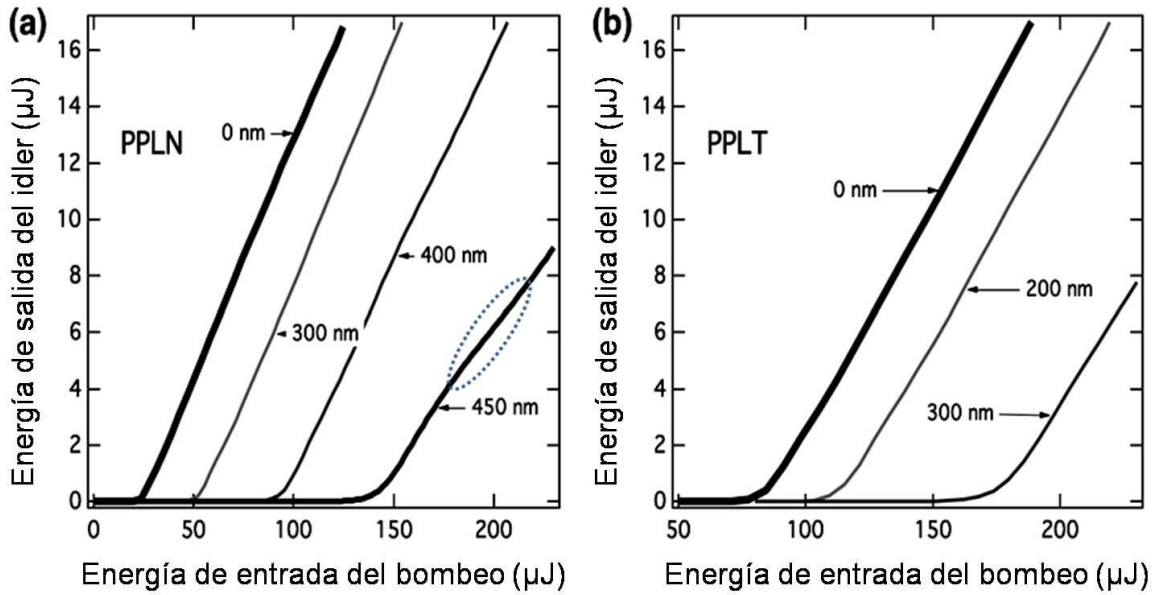 (a)
Energía de salida del idler (µJ)
16
14
12
10
8
6
4
2
0
PPLN
0 nm
300 nm
400 nm
450 nm
0
50
100
150
200
Energía de entrada del bombeo (µJ)
(b)
Energía de salida del idler (µJ)
16
14
12
10
8
6
4
2
0
PPLT
0 nm
200 nm
300 nm
50
100
150
200
Energía de entrada del bombeo (µJ)